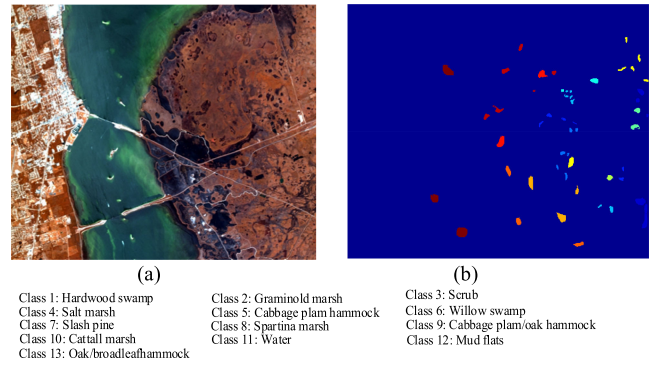 (a) (b)
Class 1: Hardwood swamp Class 2: Graminold marsh Class 3: Scrub
Class 4: Salt marsh Class 5: Cabbage plam hammock Class 6: Willow swamp
Class 7: Slash pine Class 8: Spartina marsh Class 9: Cabbage plam/oak hammock
Class 10: Cattall marsh Class 11: Water Class 12: Mud flats
Class 13: Oak/broadleafhammock